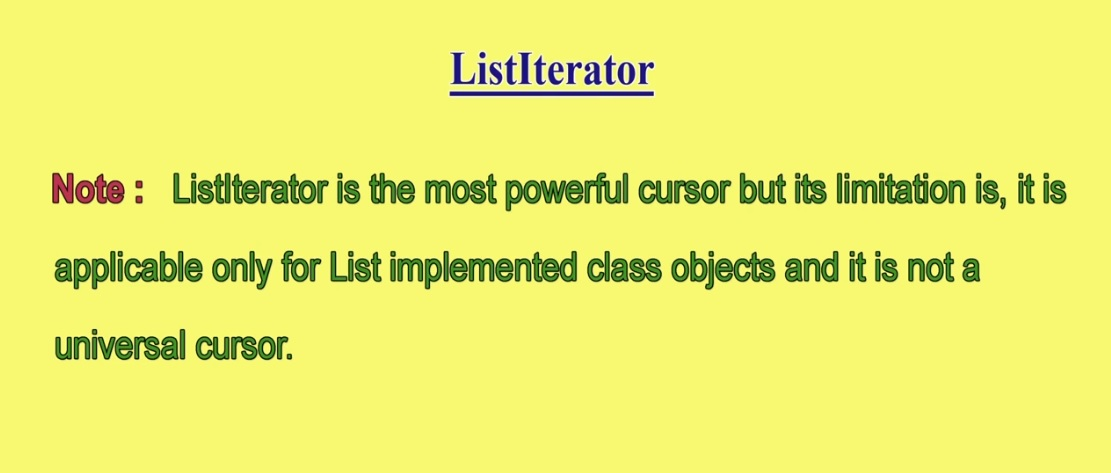 ListIterator
Note : ListIterator is the most powerful cursor but its limitation is, it is
applicable only for List implemented class objects and it is not a
universal cursor.